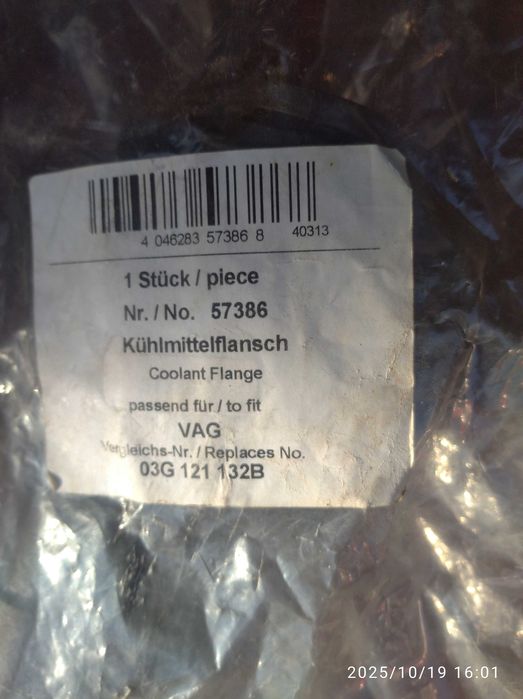 4 046283 57386 8 40313
1 Stück / piece
Nr. / No. 57386
Kühlmittelflansch
Coolant Flange
passend für / to fit
VAG
Vergleichs-Nr. / Replaces No.
03G 121 132B
2025/10/19 16:01